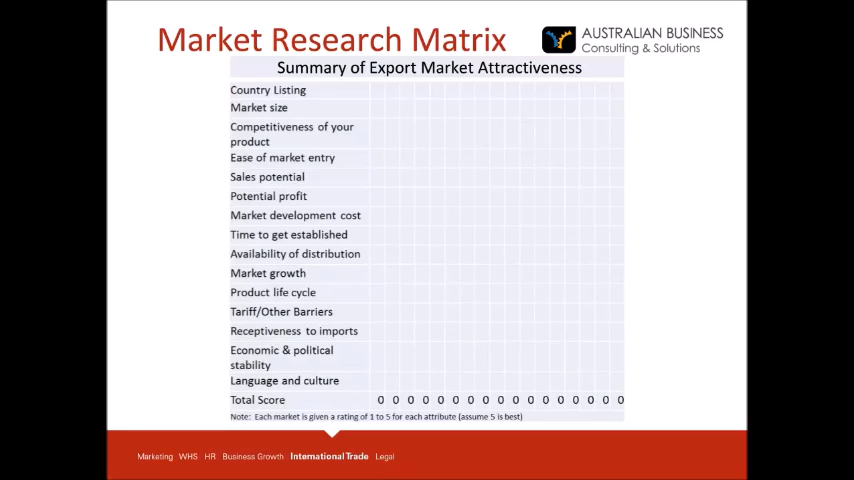 Market Research Matrix
AUSTRALIAN BUSINESS
Consulting & Solutions
Summary of Export Market Attractiveness
Country Listing
Market size
Competitiveness of your
product
Ease of market entry
Sales potential
Potential profit
Market development cost
Time to get established
Availability of distribution
Market growth
Product life cycle
Tariff/Other Barriers
Receptiveness to imports
Economic & political
stability
Language and culture
Total Score 0 0 0 0 0 0 0 0 0 0 0 0 0 0 0 0 0
Note: Each market is given a rating of 1 to 5 for each attribute (assume 5 is best)
Marketing WHS HR Business Growth International Trade Legal